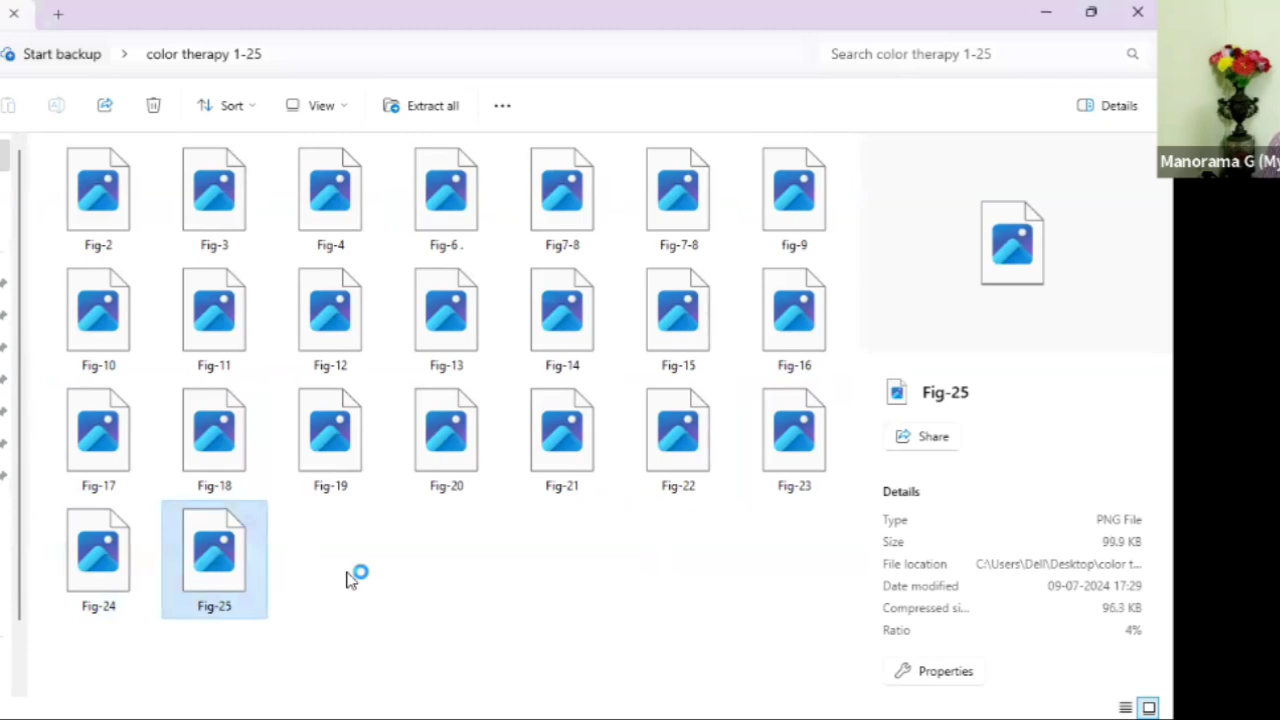 Start backup > color therapy 1-25
Search color therapy 1-25
Sort
View
Extract all
Details
Manorama G (My
Fig-2
Fig-3
Fig-4
Fig-6 .
Fig7-8
Fig-7-8
fig-9
Fig-10
Fig-11
Fig-12
Fig-13
Fig-14
Fig-15
Fig-16
Fig-17
Fig-18
Fig-19
Fig-20
Fig-21
Fig-22
Fig-23
Fig-24
Fig-25
Fig-25
Share
Details
Type PNG File
Size 99.9 KB
File location C:\Users\Dell\Desktop\color t...
Date modified 09-07-2024 17:29
Compressed si... 96.3 KB
Ratio 4%
Properties